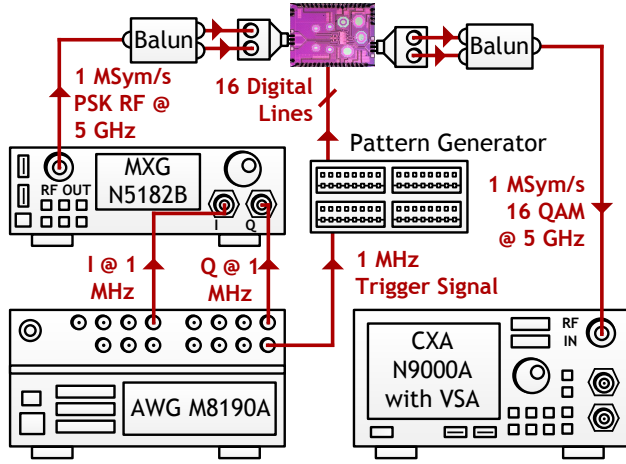 Balun
Balun
1 MSym/s
PSK RF @
5 GHz
16 Digital
Lines
Pattern Generator
MXG
N5182B
RF OUT
I
Q
1 MSym/s
16 QAM
@ 5 GHz
I @ 1
MHz
Q @ 1
MHz
1 MHz
Trigger Signal
AWG M8190A
CXA
N9000A
with VSA
RF
IN